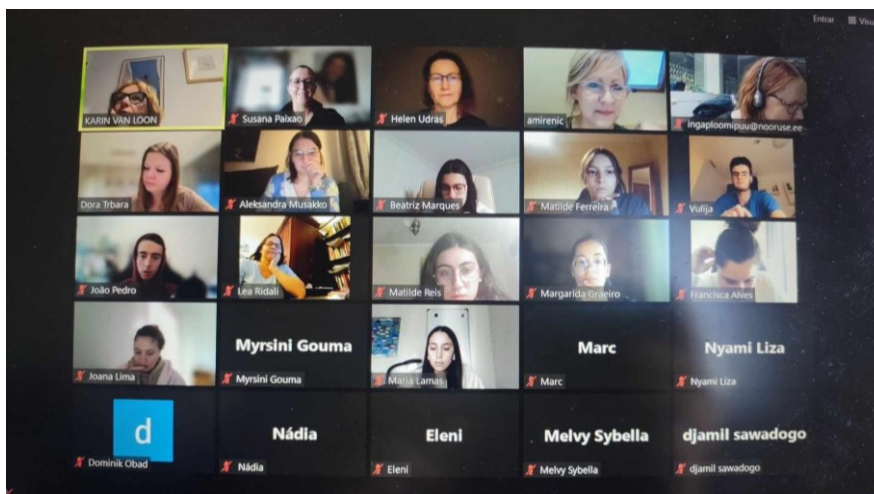 Entrar
Visu
KARIN VAN LOON
Susana Paixao
Helen Udras
amirenic
ingaploomipuu@nooruse.ee
Dora Trbara
Aleksandra Musakko
Beatriz Marques
Matilde Ferreira
Vulija
João Pedro
Lea Ridali
Matilde Reis
Margarida Graeiro
Francisca Alves
Joana Lima
Myrsini Gouma
Myrsini Gouma
Maria Lamas
Marc
Marc
Nyami Liza
Nyami Liza
d
Dominik Obad
Nádia
Nádia
Eleni
Eleni
Melvy Sybella
Melvy Sybella
djamil sawadogo
djamil sawadogo